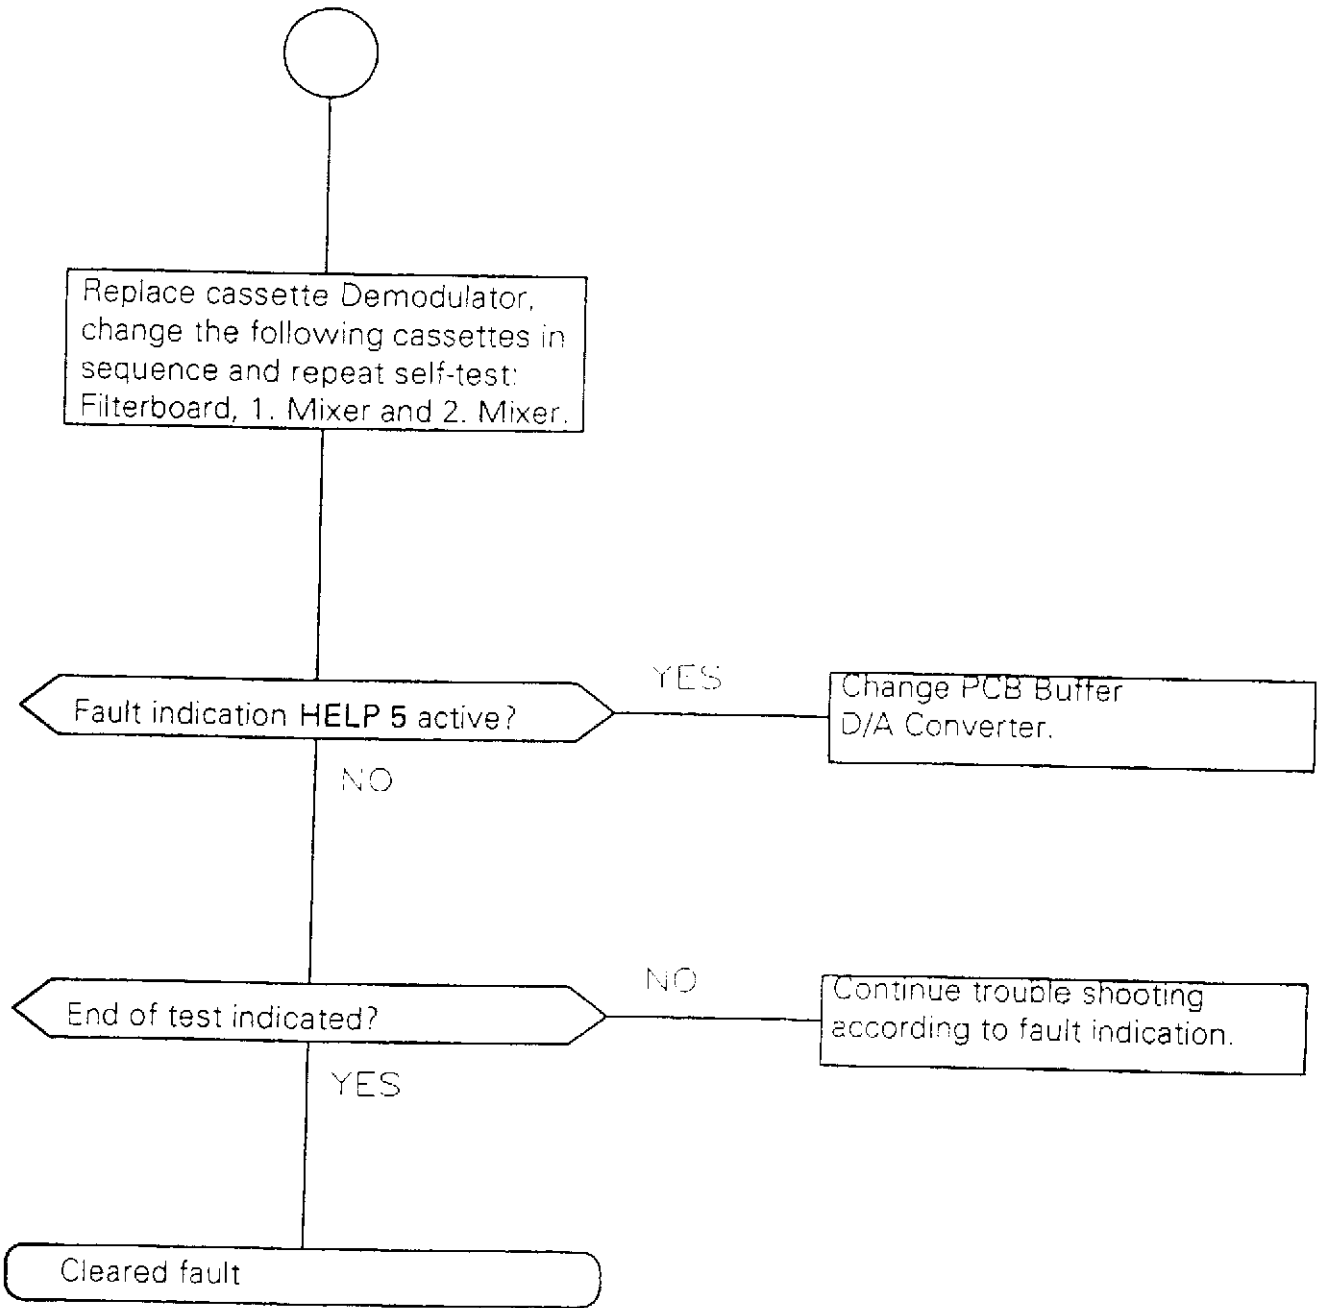 Replace cassette Demodulator,
change the following cassettes in
sequence and repeat self-test:
Filterboard, 1. Mixer and 2. Mixer.
Fault indication HELP 5 active?
YES
Change PCB Buffer
D/A Converter.
NO
End of test indicated?
NO
Continue trouble shooting
according to fault indication.
YES
Cleared fault